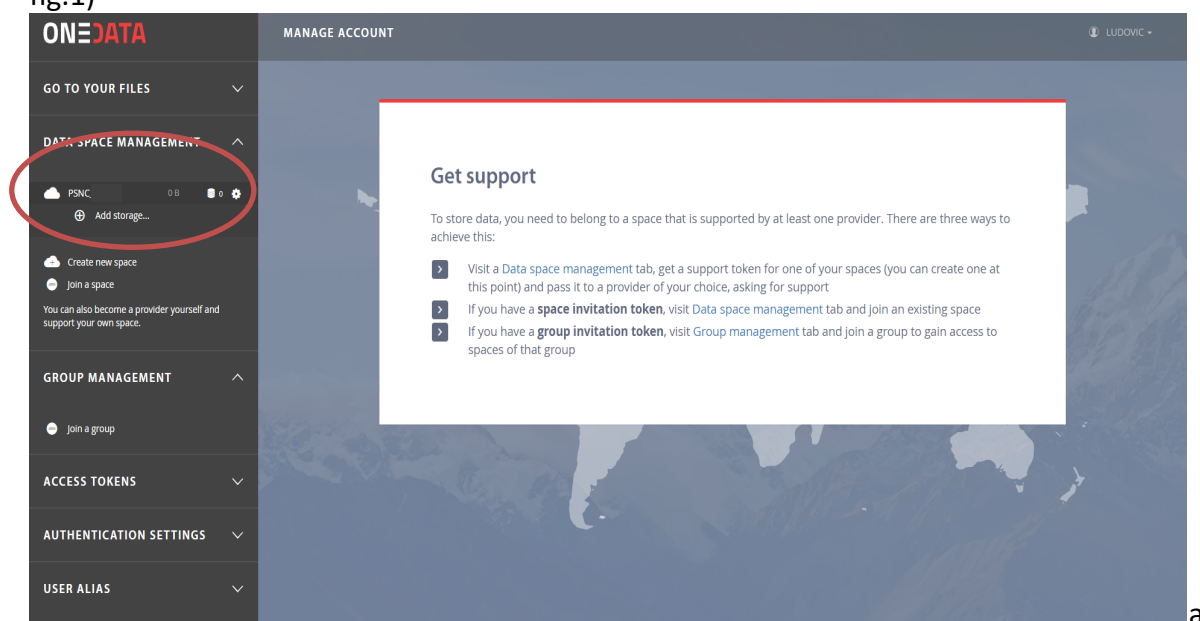 fig.1)
ONEDATA
MANAGE ACCOUNT
LUDOVIC
GO TO YOUR FILES
DATA SPACE MANAGEMENT
PSNC 0 B 0
Add storage...
Create new space
Join a space
You can also become a provider yourself and
support your own space.
GROUP MANAGEMENT
Join a group
ACCESS TOKENS
AUTHENTICATION SETTINGS
USER ALIAS
Get support
To store data, you need to belong to a space that is supported by at least one provider. There are three ways to
achieve this:
Visit a Data space management tab, get a support token for one of your spaces (you can create one at
this point) and pass it to a provider of your choice, asking for support
If you have a space invitation token, visit Data space management tab and join an existing space
If you have a group invitation token, visit Group management tab and join a group to gain access to
spaces of that group
a